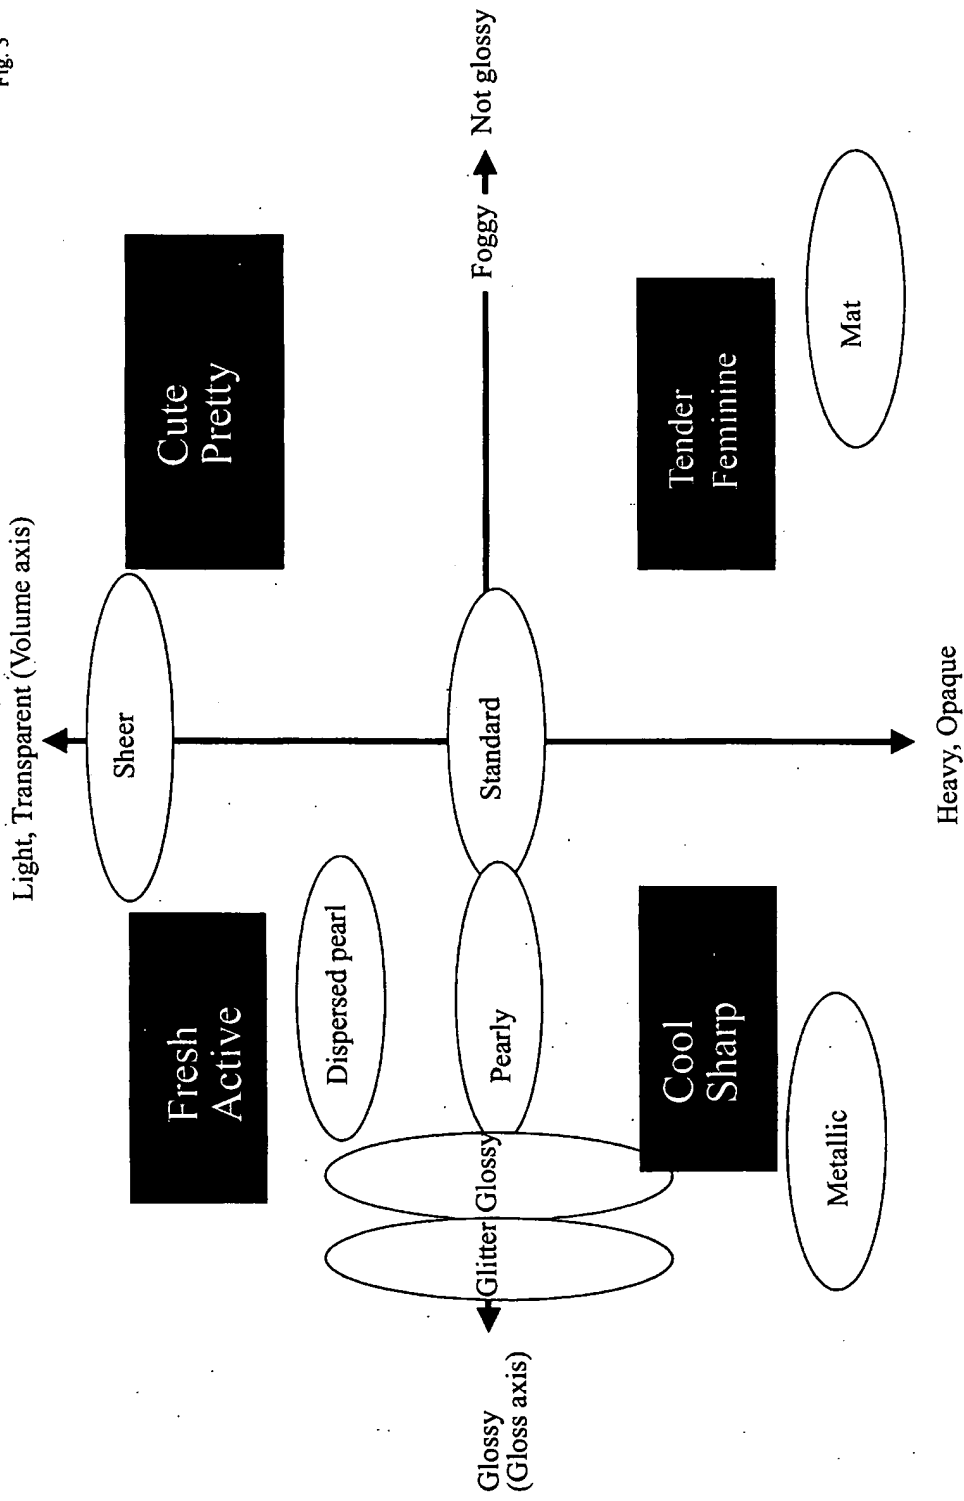 Fig. 3
Light, Transparent (Volume axis)
Sheer
Fresh
Active
Cute
Pretty
Dispersed pearl
Glossy
(Gloss axis)
Glitter
Glossy
Pearly
Standard
Foggy
Not glossy
Cool
Sharp
Tender
Feminine
Metallic
Mat
Heavy, Opaque